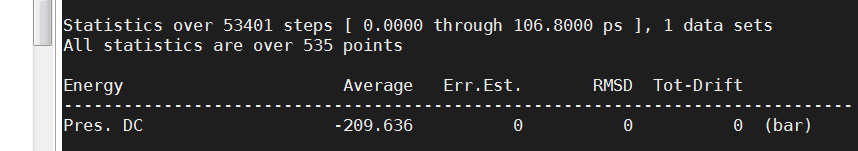 Statistics over 53401 steps [ 0.0000 through 106.8000 ps ], 1 data sets
All statistics are over 535 points
Energy Average Err.Est. RMSD Tot-Drift
-------------------------------------------------------------------------------
Pres. DC -209.636 0 0 0 (bar)